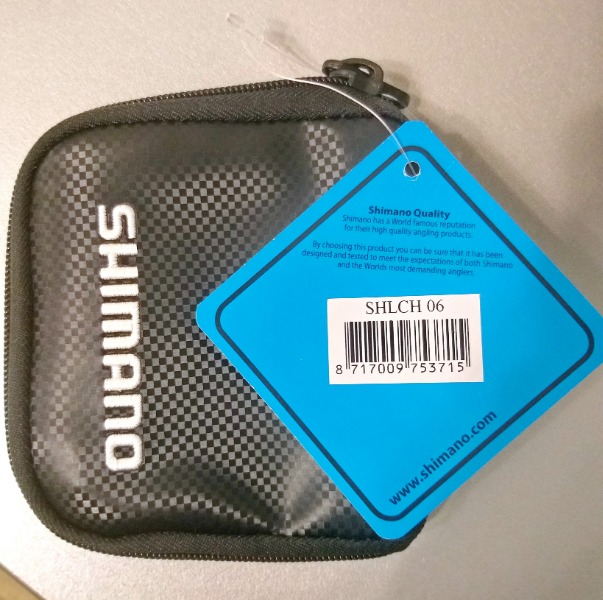 SHIMANO
Shimano Quality
Shimano has a World famous reputation
for their high quality angling products.
By choosing this product you can be sure that it has been
designed and tested to meet the expectations of both Shimano
and the Worlds most demanding anglers.
SHLCH 06
8 717009 753715
www.shimano.com